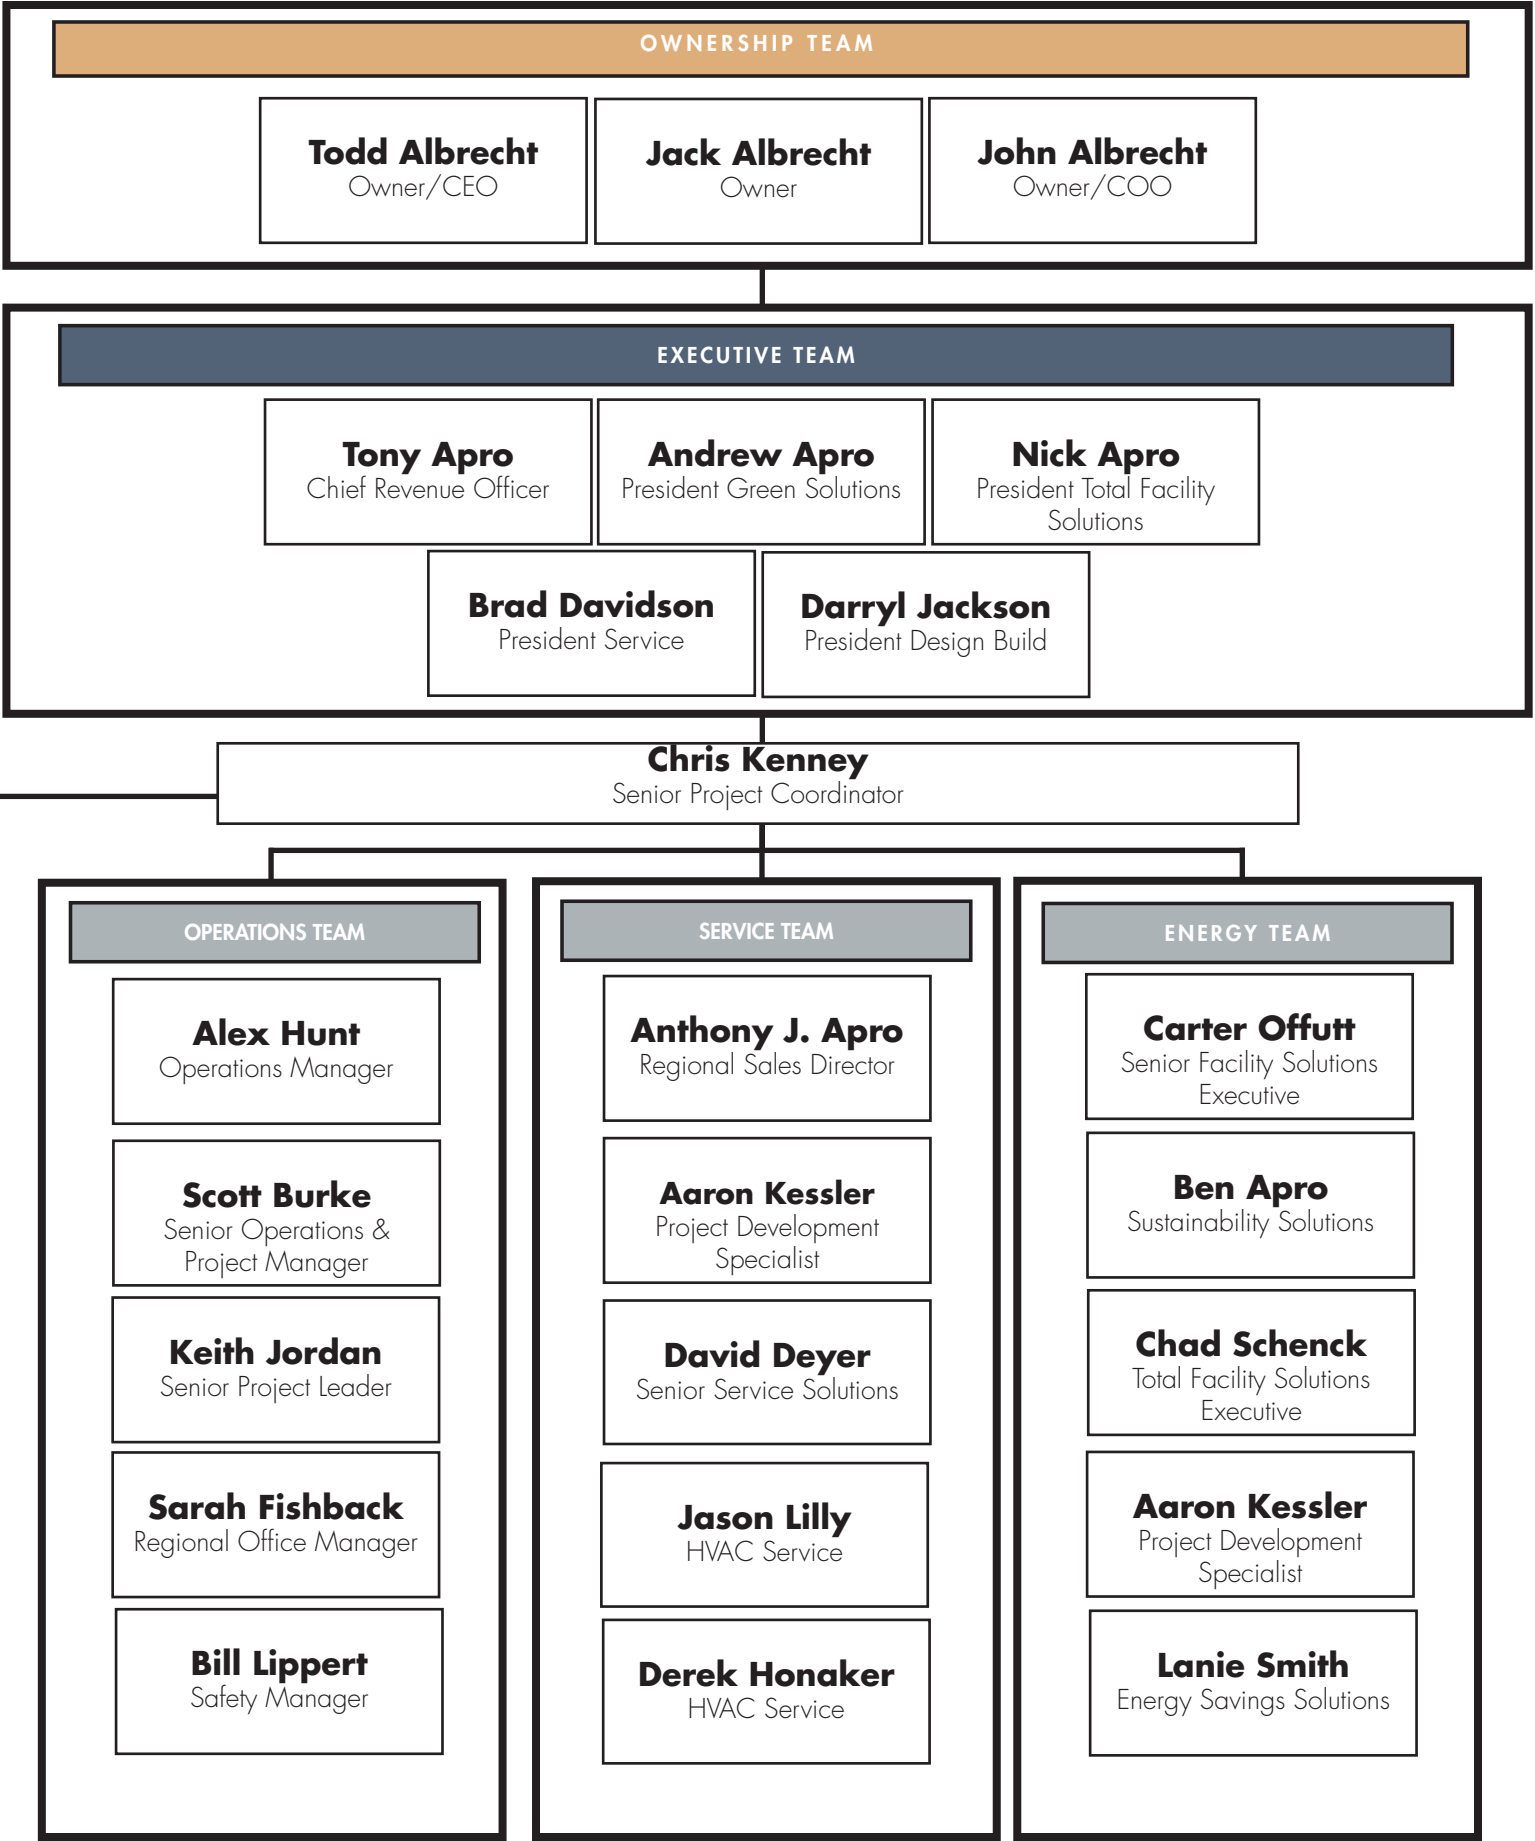 OWNERSHIP TEAM
Todd Albrecht
Owner/CEO
Jack Albrecht
Owner
John Albrecht
Owner/COO
EXECUTIVE TEAM
Tony Apro
Chief Revenue Officer
Andrew Apro
President Green Solutions
Nick Apro
President Total Facility
Solutions
Brad Davidson
President Service
Darryl Jackson
President Design Build
Chris Kenney
Senior Project Coordinator
OPERATIONS TEAM
Alex Hunt
Operations Manager
Scott Burke
Senior Operations &
Project Manager
Keith Jordan
Senior Project Leader
Sarah Fishback
Regional Office Manager
Bill Lippert
Safety Manager
SERVICE TEAM
Anthony J. Apro
Regional Sales Director
Aaron Kessler
Project Development
Specialist
David Deyer
Senior Service Solutions
Jason Lilly
HVAC Service
Derek Honaker
HVAC Service
ENERGY TEAM
Carter Offutt
Senior Facility Solutions
Executive
Ben Apro
Sustainability Solutions
Chad Schenck
Total Facility Solutions
Executive
Aaron Kessler
Project Development
Specialist
Lanie Smith
Energy Savings Solutions